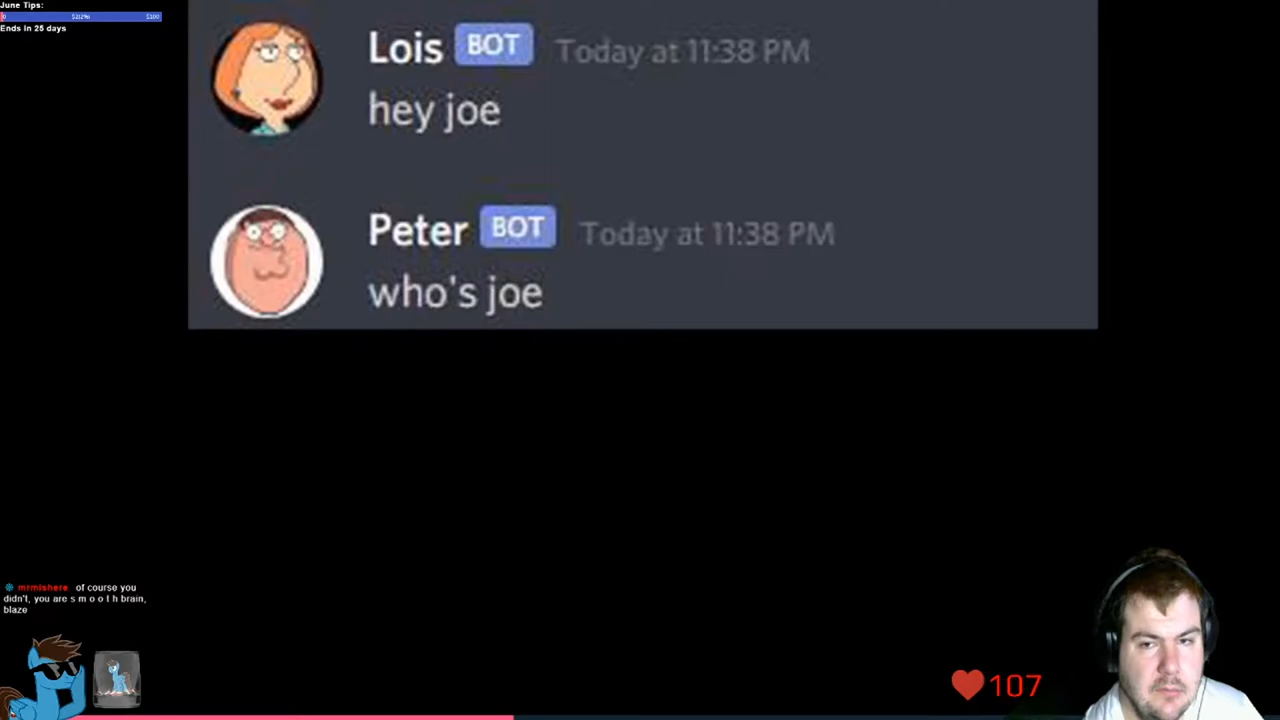 June Tips:
Ends in 25 days
Lois BOT Today at 11:38 PM
hey joe
Peter BOT Today at 11:38 PM
who's joe
mrmishere of course you
didn't, you are s m o o t h brain,
blaze
107